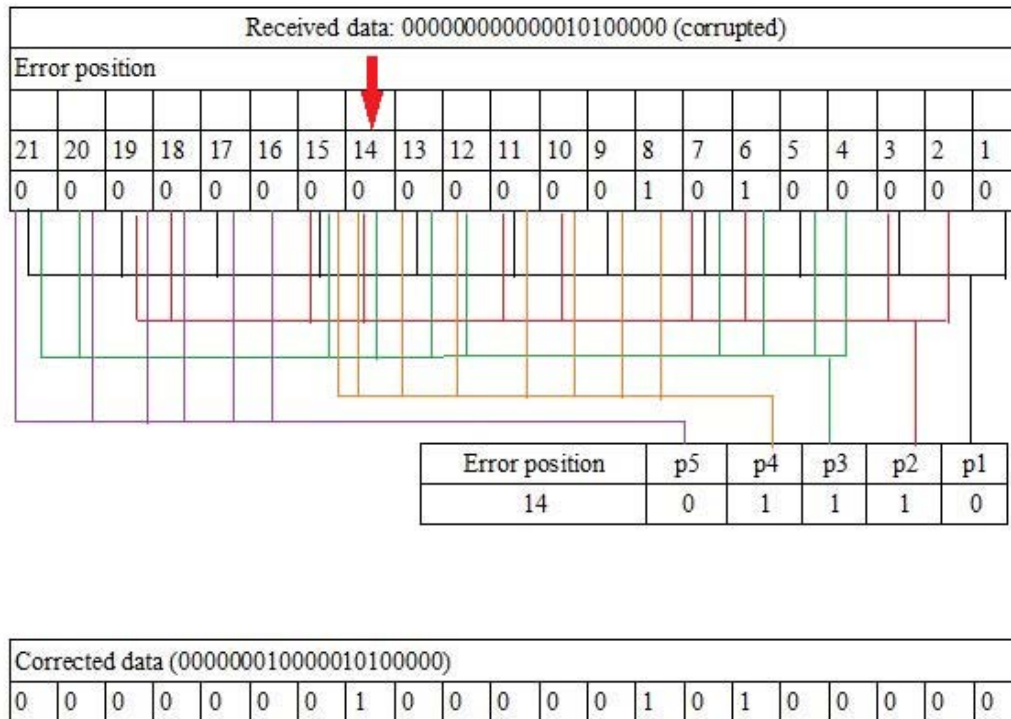 Received data: 000000000000010100000 (corrupted)
Error position
21 20 19 18 17 16 15 14 13 12 11 10 9 8 7 6 5 4 3 2 1
0 0 0 0 0 0 0 0 0 0 0 0 0 1 0 1 0 0 0 0 0
Error position p5 p4 p3 p2 p1
14 0 1 1 1 0
Corrected data (000000010000010100000)
0 0 0 0 0 0 0 1 0 0 0 0 0 1 0 1 0 0 0 0 0